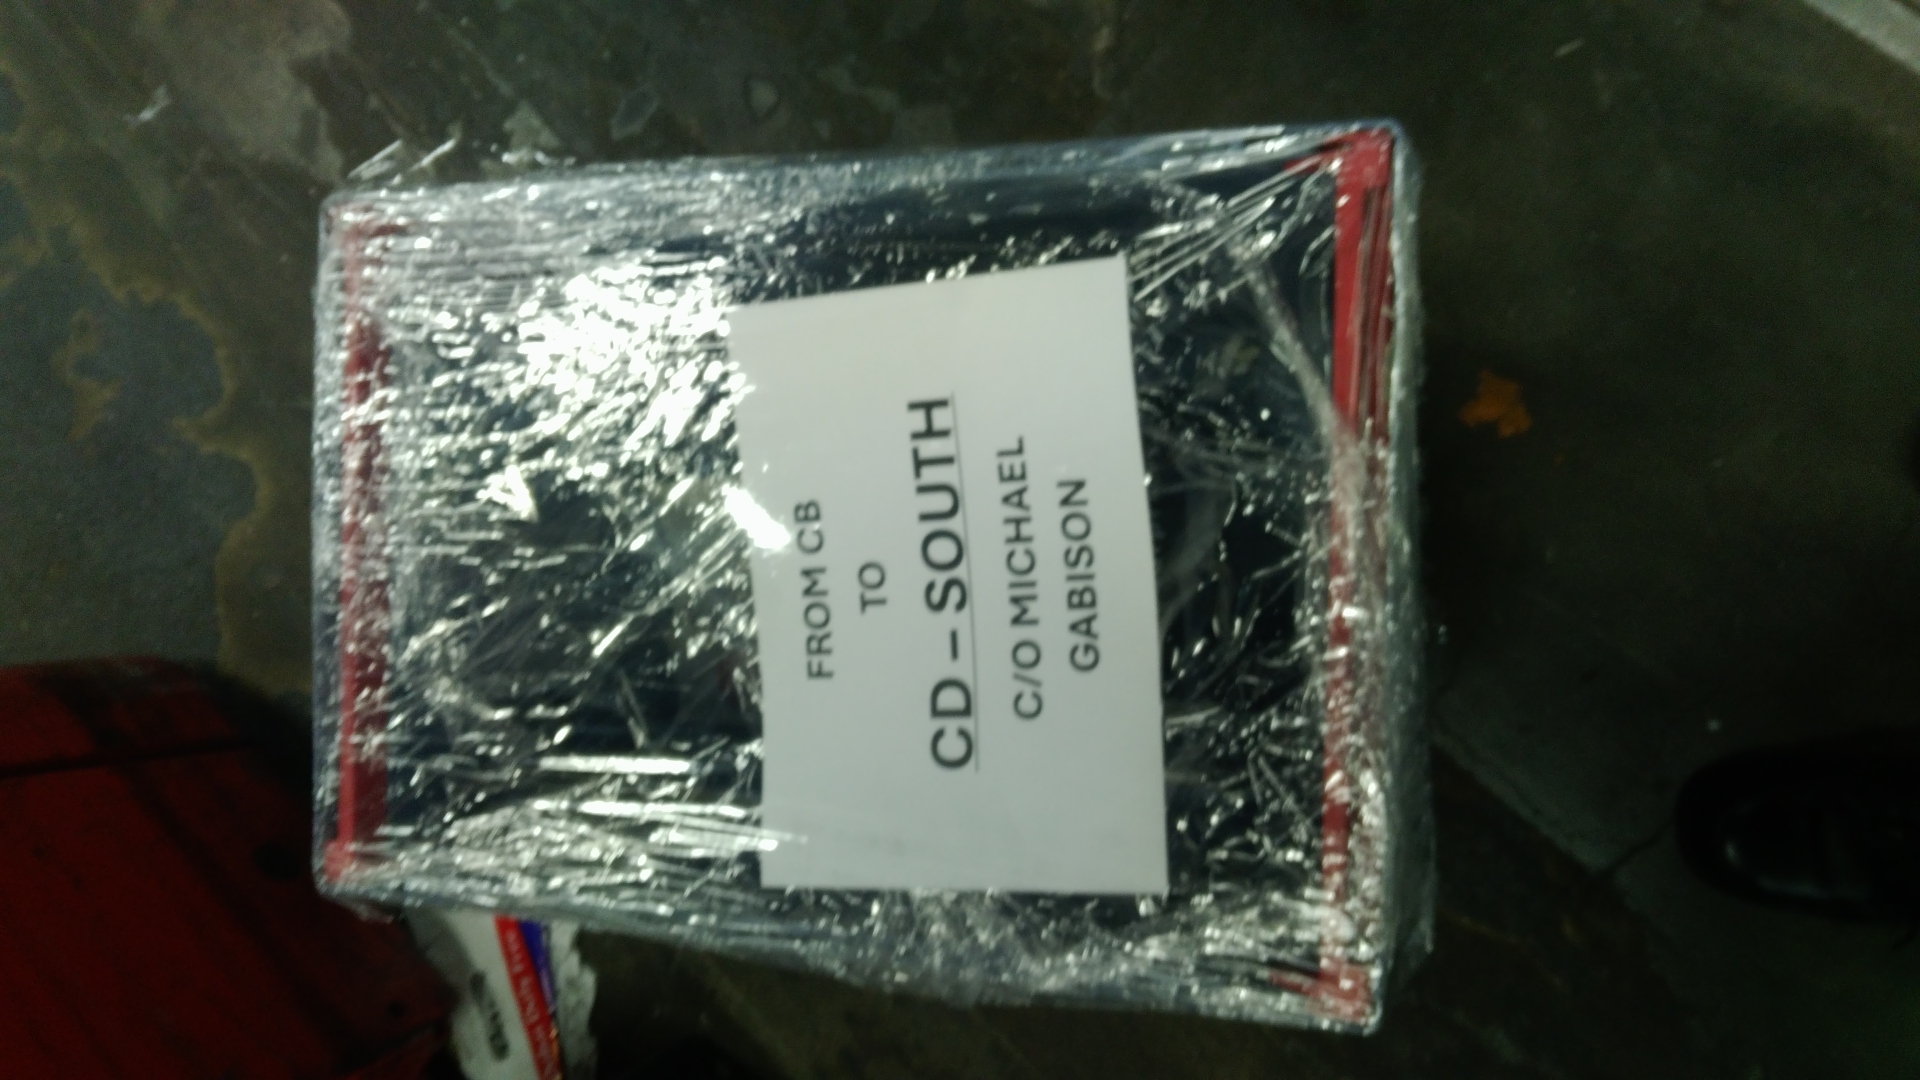 FROM CB
TO
CD – SOUTH
C/O MICHAEL
GABISON